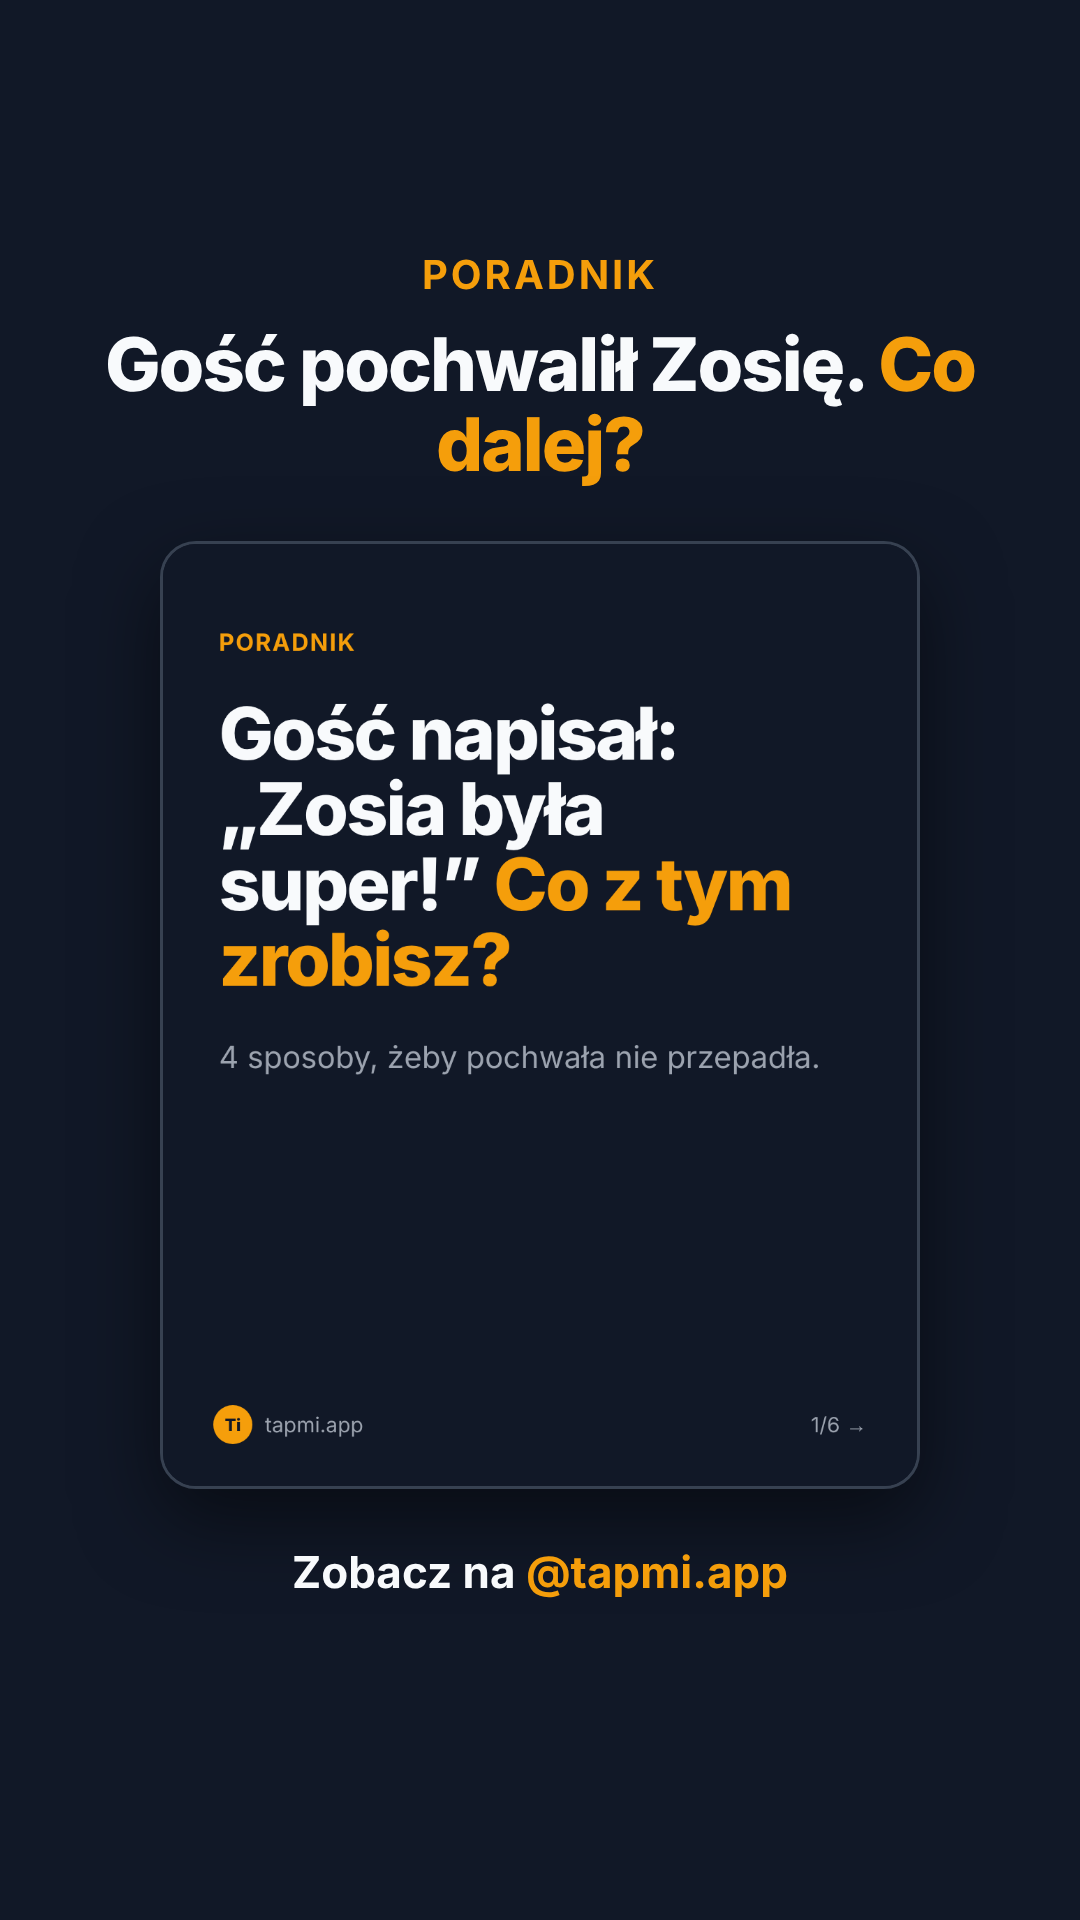 PORADNIK
Gość pochwalił Zosię. Co
dalej?
PORADNIK
Gość napisał:
„Zosia była
super!” Co z tym
zrobisz?
4 sposoby, żeby pochwała nie przepadła.
Ti tapmi.app 1/6 →
Zobacz na @tapmi.app